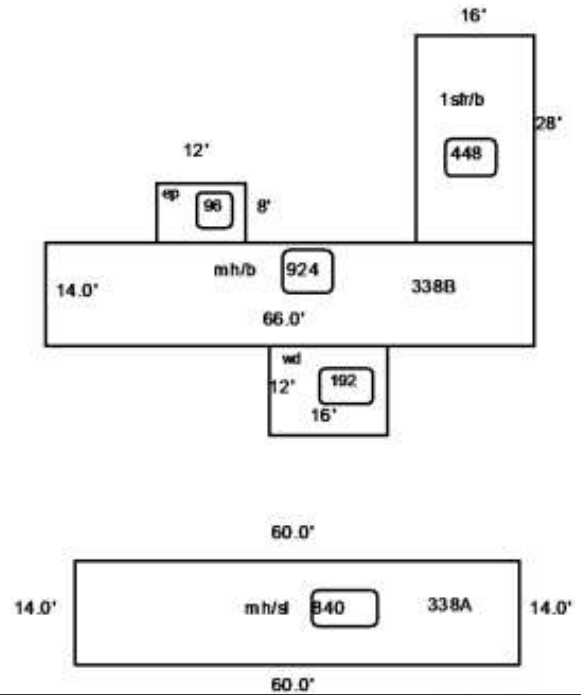 16'
1sfr/b
28'
448
12'
ep
96
8'
mh/b
924
338B
14.0'
66.0'
wd
12'
192
16'
60.0'
14.0'
mh/sl
840
338A
14.0'
60.0'